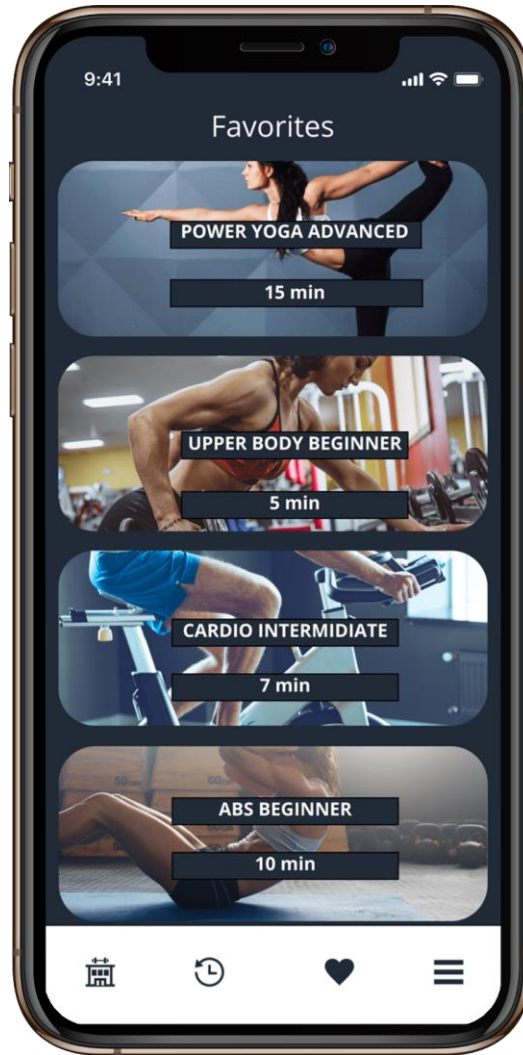 9:41
Favorites
POWER YOGA ADVANCED
15 min
UPPER BODY BEGINNER
5 min
CARDIO INTERMIDIATE
7 min
ABS BEGINNER
10 min